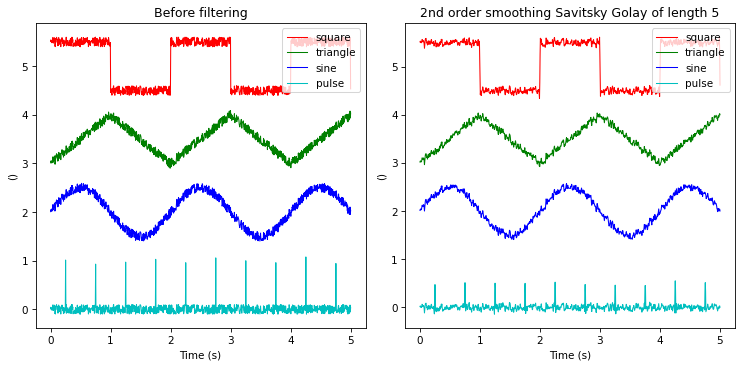 Before filtering
square
triangle
sine
pulse
5
4
3
2
1
0
()
0 1 2 3 4 5
Time (s)
2nd order smoothing Savitsky Golay of length 5
square
triangle
sine
pulse
5
4
3
2
1
0
()
0 1 2 3 4 5
Time (s)